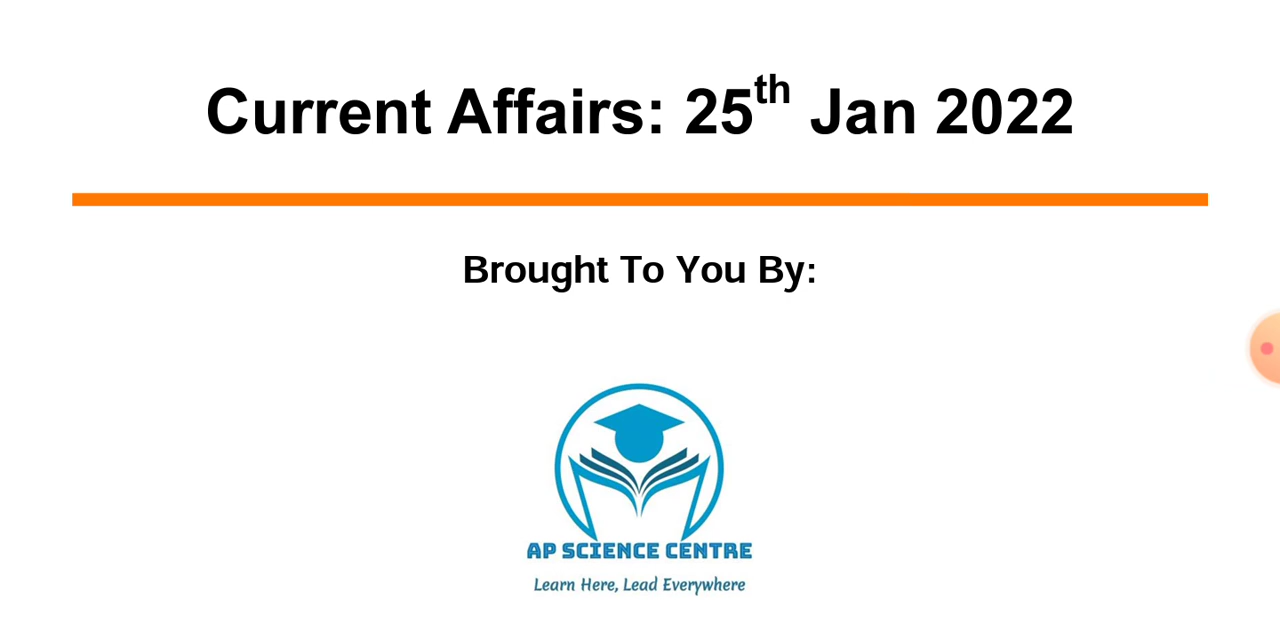 Current Affairs: 25th Jan 2022
Brought To You By:
AP SCIENCE CENTRE
Learn Here, Lead Everywhere